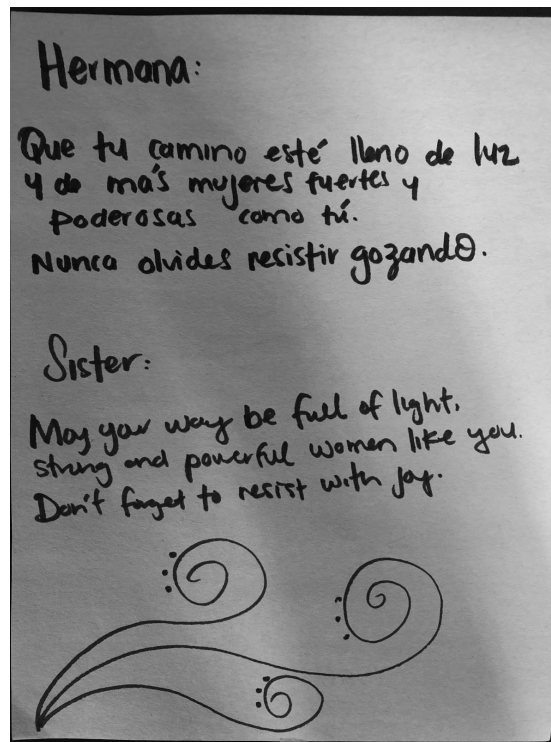 Hermana:
Que tu camino esté lleno de luz
y de más mujeres fuertes y
poderosas como tú.
Nunca olvides resistir gozando.
Sister:
May your way be full of light,
strong and powerful women like you.
Don't forget to resist with joy.